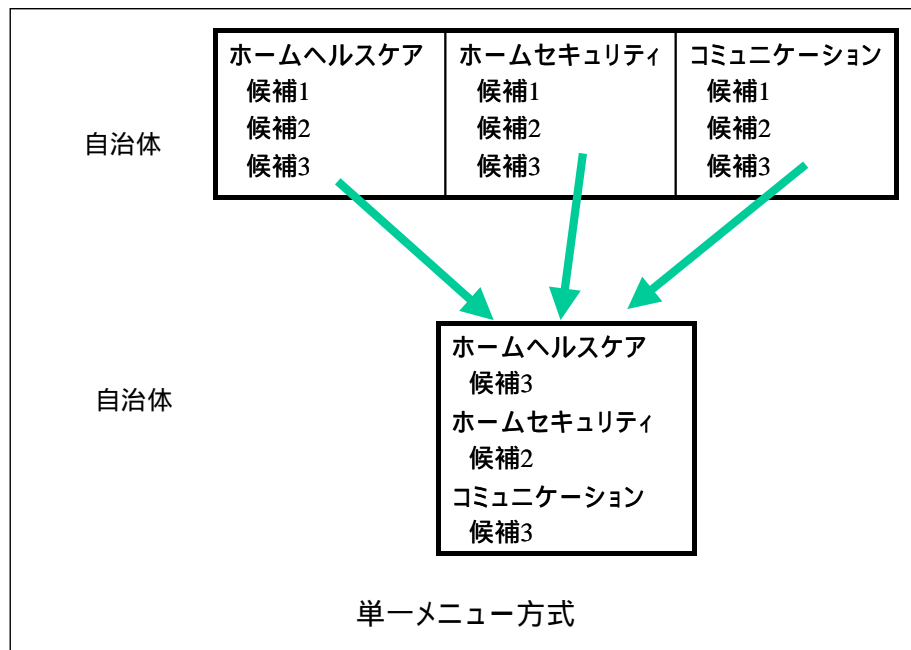 ホームヘルスケア
候補1
候補2
候補3
ホームセキュリティ
候補1
候補2
候補3
コミュニケーション
候補1
候補2
候補3
自治体
自治体
ホームヘルスケア
候補3
ホームセキュリティ
候補2
コミュニケーション
候補3
単一メニュー方式